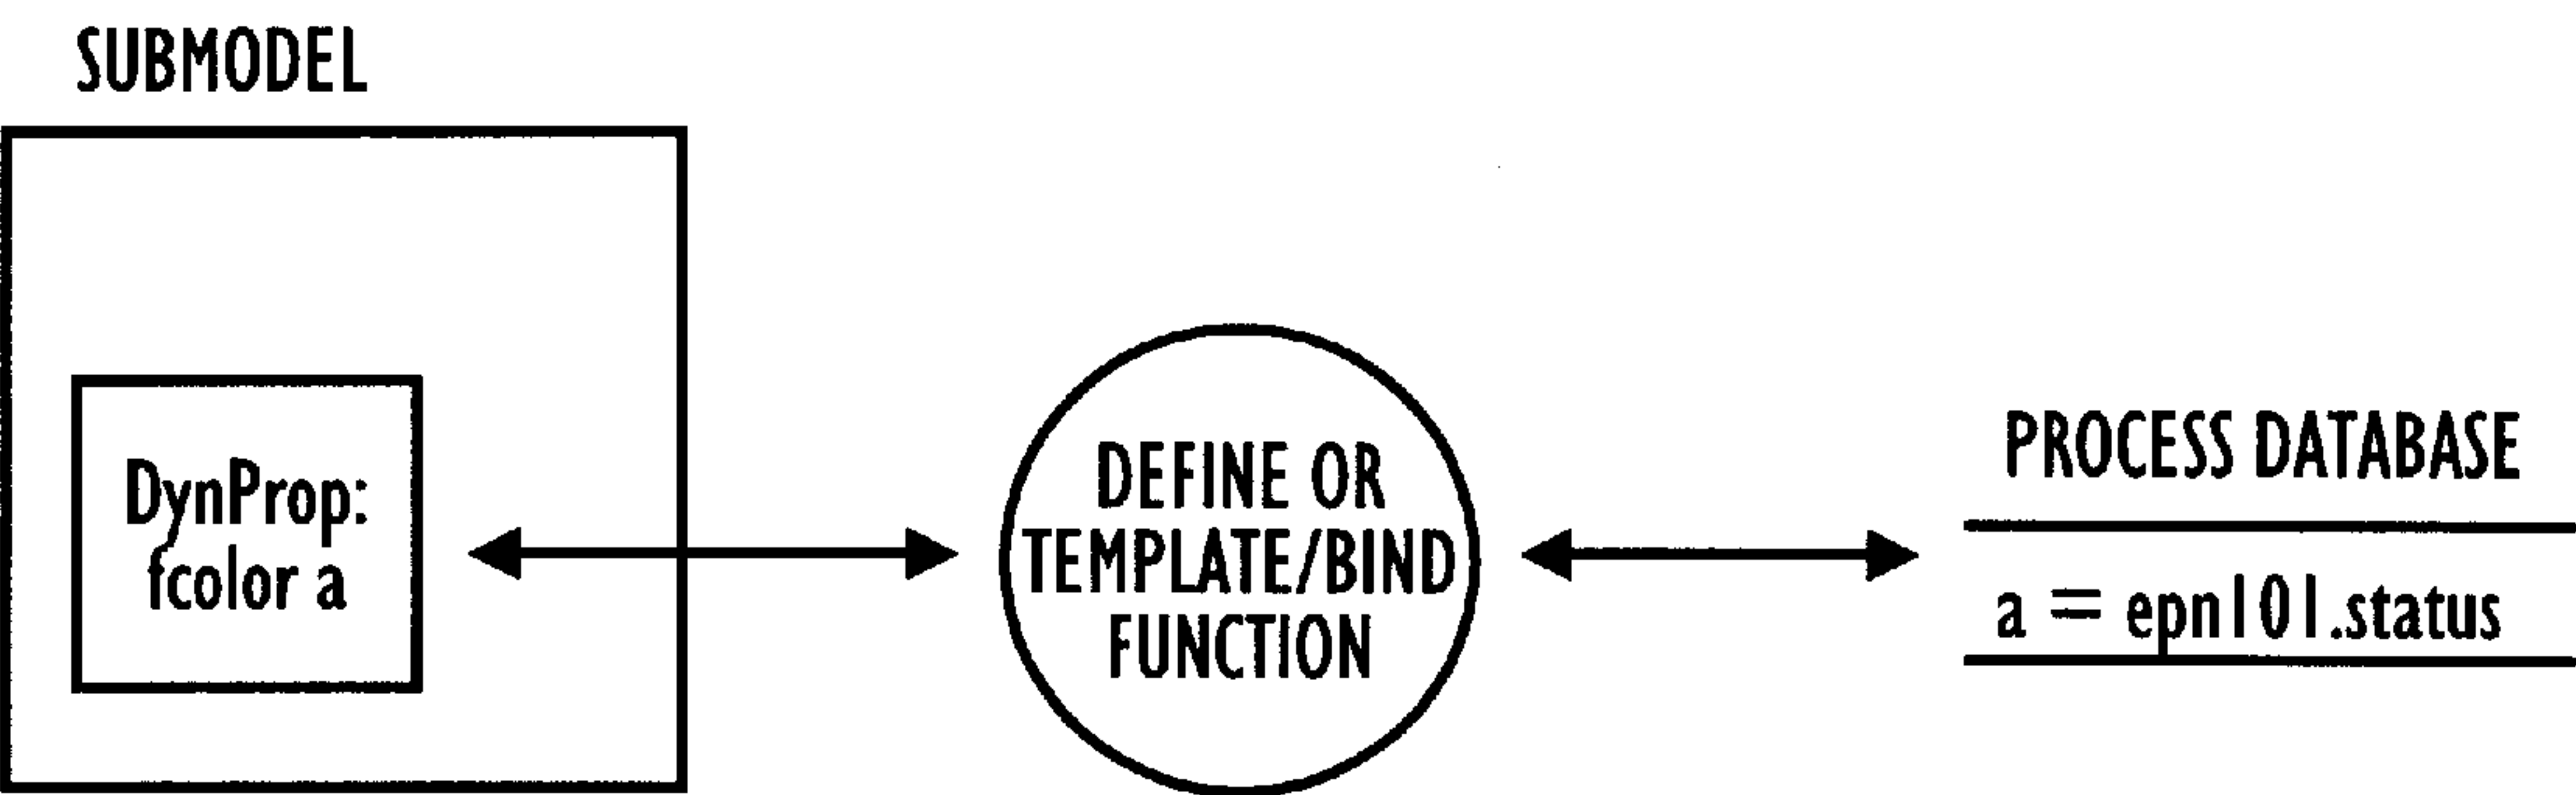 SUBMODEL
DynProp:
fcolor a
DEFINE OR
TEMPLATE/BIND
FUNCTION
PROCESS DATABASE
a = epn101.status